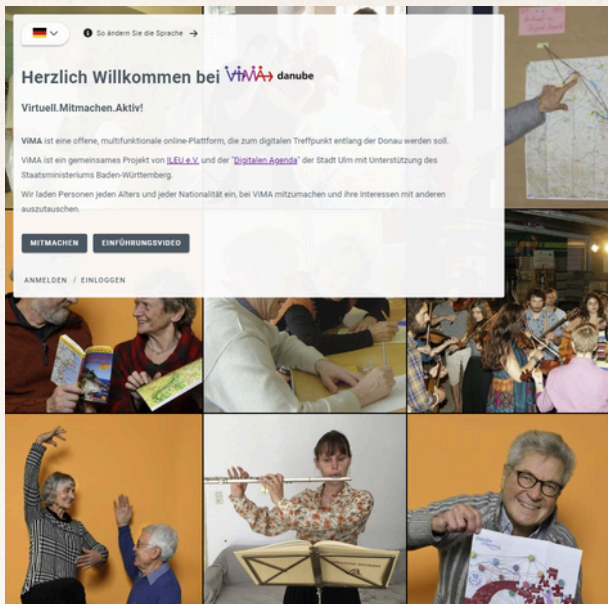 So ändern Sie die Sprache
Herzlich Willkommen bei ViMA danube
Virtuell.Mitmachen.Aktiv!
ViMA ist eine offene, multifunktionale online-Plattform, die zum digitalen Treffpunkt entlang der Donau werden soll.
ViMA ist ein gemeinsames Projekt von ILEU e.V. und der "Digitalen Agenda" der Stadt Ulm mit Unterstützung des
Staatsministeriums Baden-Württemberg.
Wir laden Personen jeden Alters und jeder Nationalität ein, bei ViMA mitzumachen und ihre Interessen mit anderen
auszutauschen.
MITMACHEN EINFÜHRUNGSVIDEO
ANMELDEN / EINLOGGEN